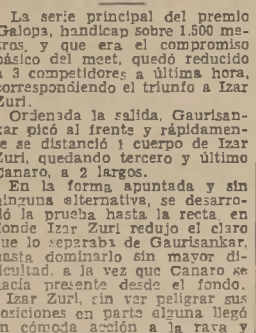 La serie principal del premio
Galopa, handicap sobre 1.500 me-
tros, y que era el compromiso
básico del meet, quedó reducido
a 3 competidores a última hora,
correspondiendo el triunfo a Izar
Zuri.
Ordenada la salida, Gaurisan-
kar picó al frente y rápidamen-
te se distanció 1 cuerpo de Izar
Zuri, quedando tercero y último
Canaro, a 2 largos.
En la forma apuntada y sin
ninguna alternativa, se desarro-
ló la prueba hasta la recta, en
donde Izar Zuri redujo el claro
que lo separaba de Gaurisankar,
hasta dominarlo sin mayor di-
ficultad, a la vez que Canaro se
hacía presente desde el fondo.
Izar Zuri, sin ver peligrar sus
posiciones en parte alguna llegó
en cómoda acción a la raya y